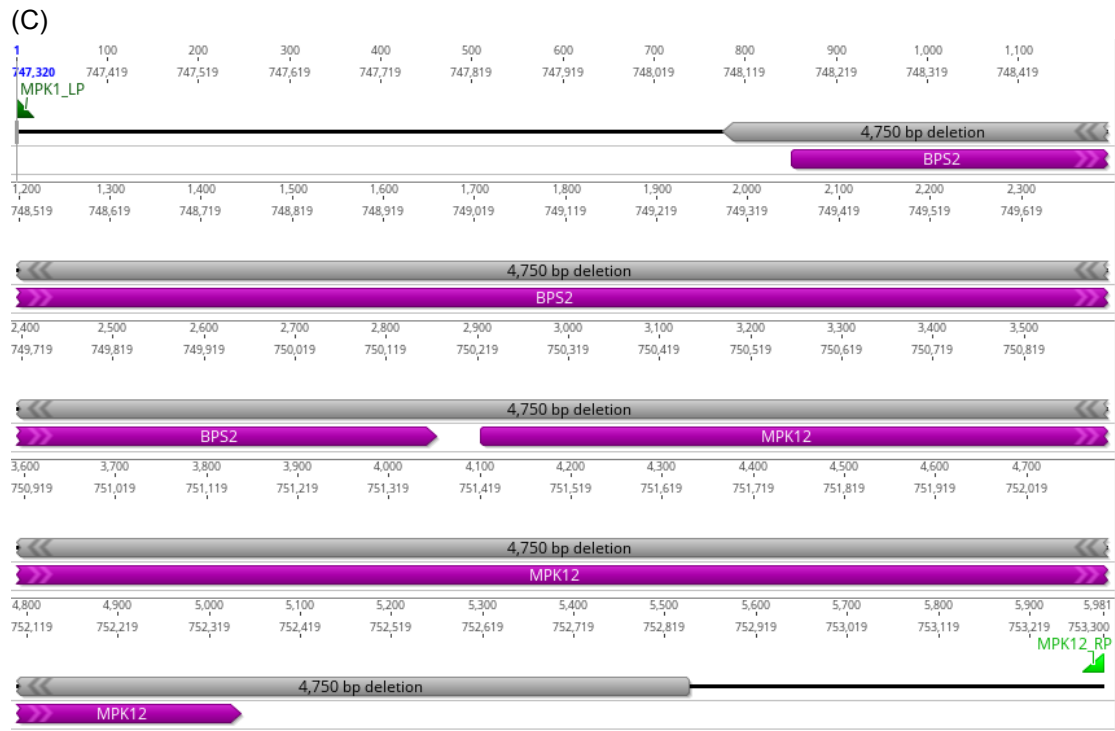 (C)
1 100 200 300 400 500 600 700 800 900 1,000 1,100
747,320 747,419 747,519 747,619 747,719 747,819 747,919 748,019 748,119 748,219 748,319 748,419
MPK1_LP
4,750 bp deletion
BPS2
1,200 1,300 1,400 1,500 1,600 1,700 1,800 1,900 2,000 2,100 2,200 2,300
748,519 748,619 748,719 748,819 748,919 749,019 749,119 749,219 749,319 749,419 749,519 749,619
4,750 bp deletion
BPS2
2,400 2,500 2,600 2,700 2,800 2,900 3,000 3,100 3,200 3,300 3,400 3,500
749,719 749,819 749,919 750,019 750,119 750,219 750,319 750,419 750,519 750,619 750,719 750,819
4,750 bp deletion
BPS2 MPK12
3,600 3,700 3,800 3,900 4,000 4,100 4,200 4,300 4,400 4,500 4,600 4,700
750,919 751,019 751,119 751,219 751,319 751,419 751,519 751,619 751,719 751,819 751,919 752,019
4,750 bp deletion
MPK12
4,800 4,900 5,000 5,100 5,200 5,300 5,400 5,500 5,600 5,700 5,800 5,900 5,981
752,119 752,219 752,319 752,419 752,519 752,619 752,719 752,819 752,919 753,019 753,119 753,219 753,300
MPK12_RP
4,750 bp deletion
MPK12